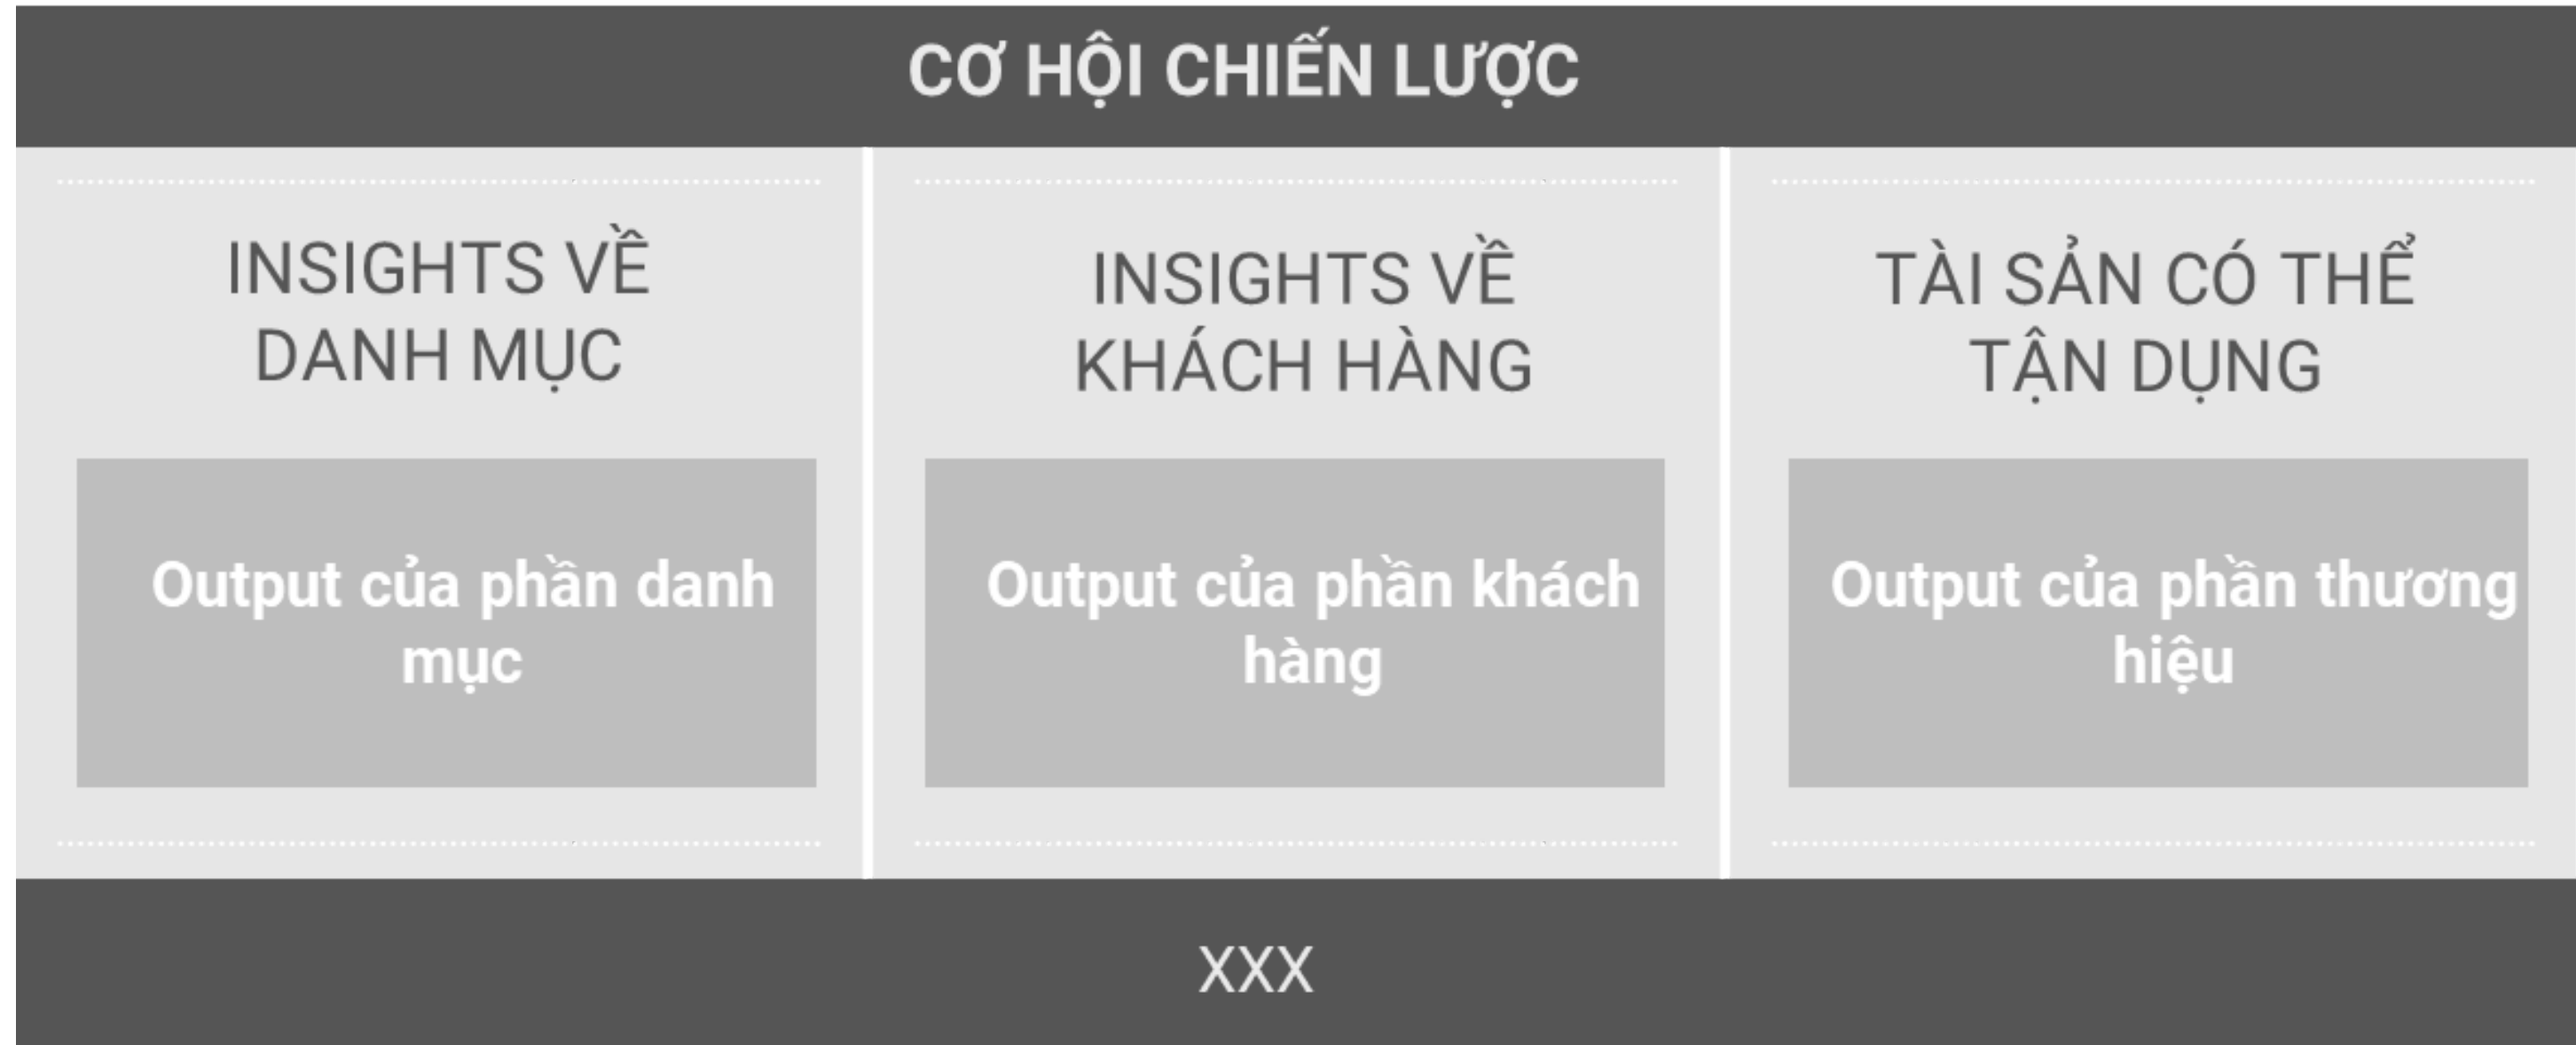 CƠ HỘI CHIẾN LƯỢC
INSIGHTS VỀ
DANH MỤC
Output của phần danh
mục
INSIGHTS VỀ
KHÁCH HÀNG
Output của phần khách
hàng
TÀI SẢN CÓ THỂ
TẬN DỤNG
Output của phần thương
hiệu
XXX